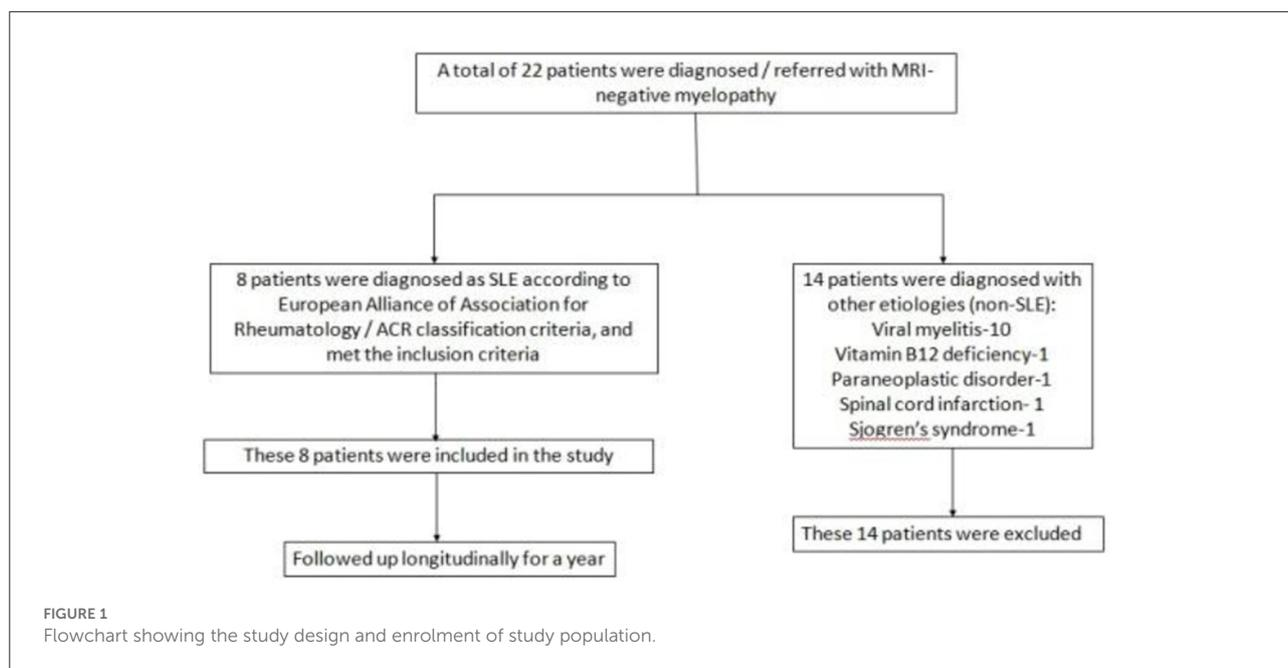 A total of 22 patients were diagnosed / referred with MRI-
negative myelopathy
8 patients were diagnosed as SLE according to
European Alliance of Association for
Rheumatology / ACR classification criteria, and
met the inclusion criteria
These 8 patients were included in the study
Followed up longitudinally for a year
14 patients were diagnosed with
other etiologies (non-SLE):
Viral myelitis-10
Vitamin B12 deficiency-1
Paraneoplastic disorder-1
Spinal cord infarction- 1
Sjogren's syndrome-1
These 14 patients were excluded
FIGURE 1
Flowchart showing the study design and enrolment of study population.